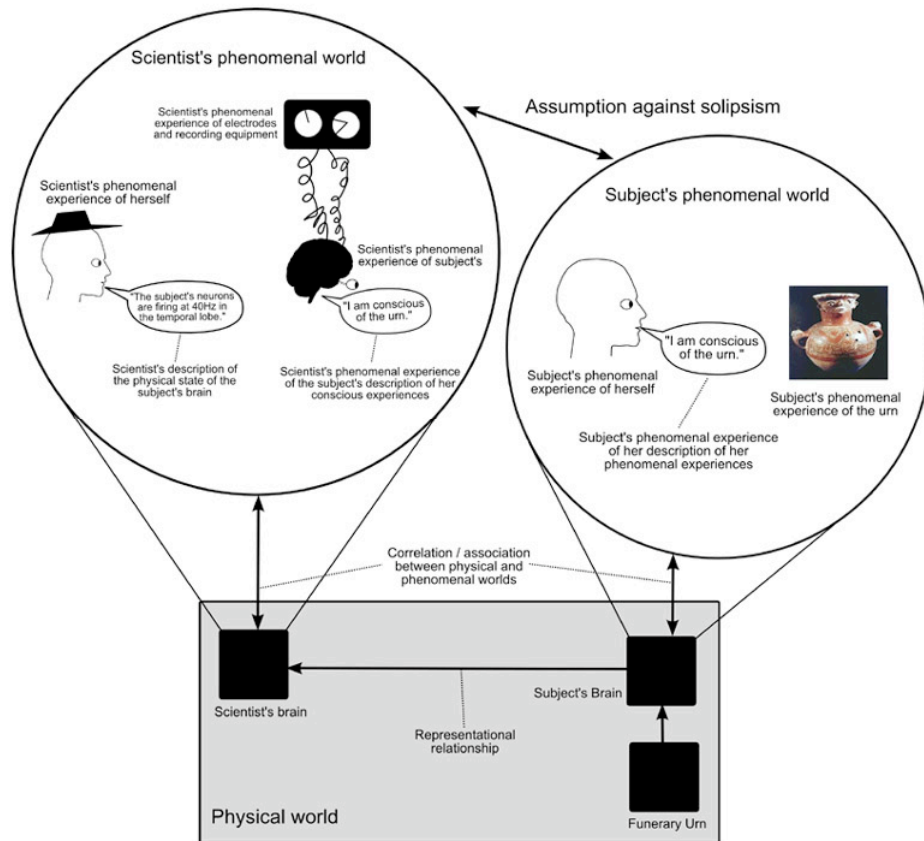 Scientist's phenomenal world
Scientist's phenomenal
experience of electrodes
and recording equipment
Scientist's phenomenal
experience of herself
Scientist's phenomenal
experience of subject's
"The subject's neurons
are firing at 40Hz in
the temporal lobe."
"I am conscious
of the urn."
Scientist's description of
the physical state of the
subject's brain
Scientist's phenomenal experience
of the subject's description of her
conscious experiences
Assumption against solipsism
Subject's phenomenal world
"I am conscious
of the urn."
Subject's phenomenal
experience of herself
Subject's phenomenal
experience of the urn
Subject's phenomenal experience
of her description of her
phenomenal experiences
Correlation / association
between physical and
phenomenal worlds
Scientist's brain
Subject's Brain
Representational
relationship
Funerary Urn
Physical world